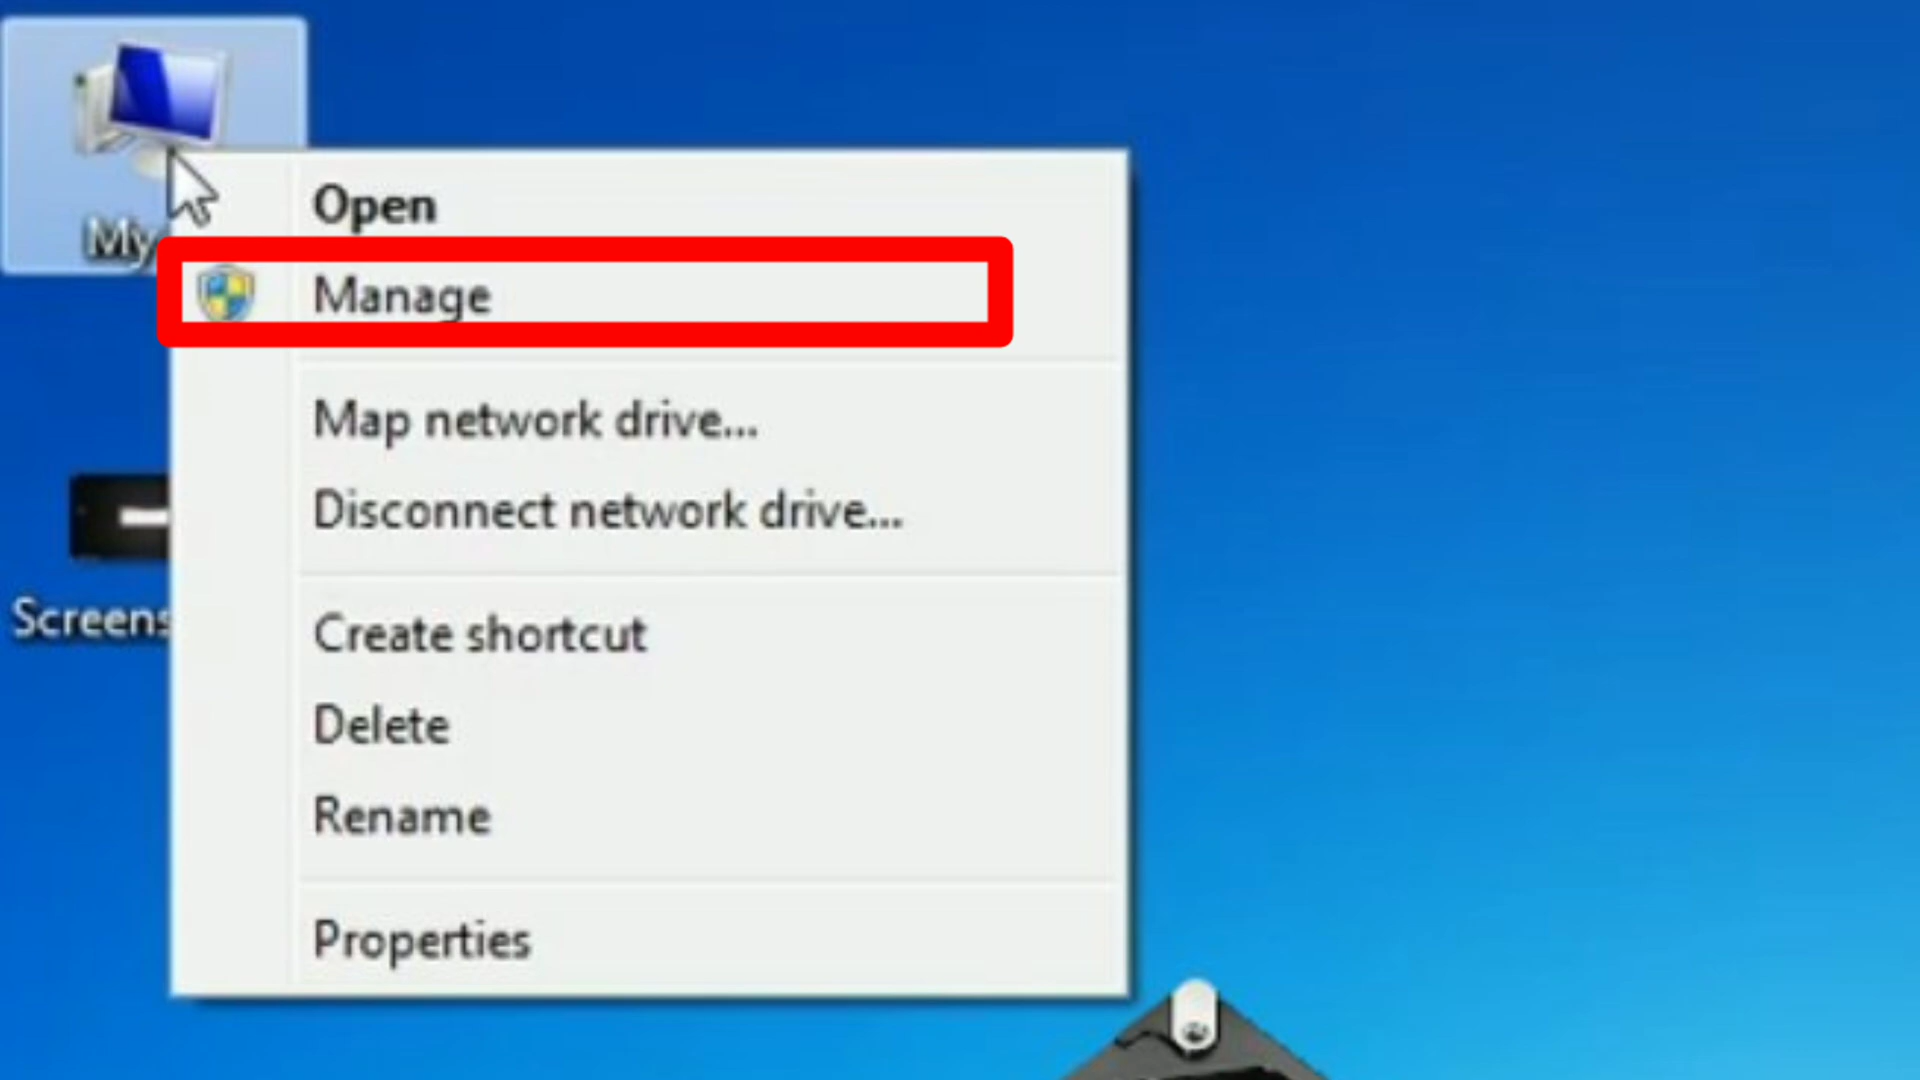 My
Open
Manage
Map network drive...
Disconnect network drive...
Screens
Create shortcut
Delete
Rename
Properties